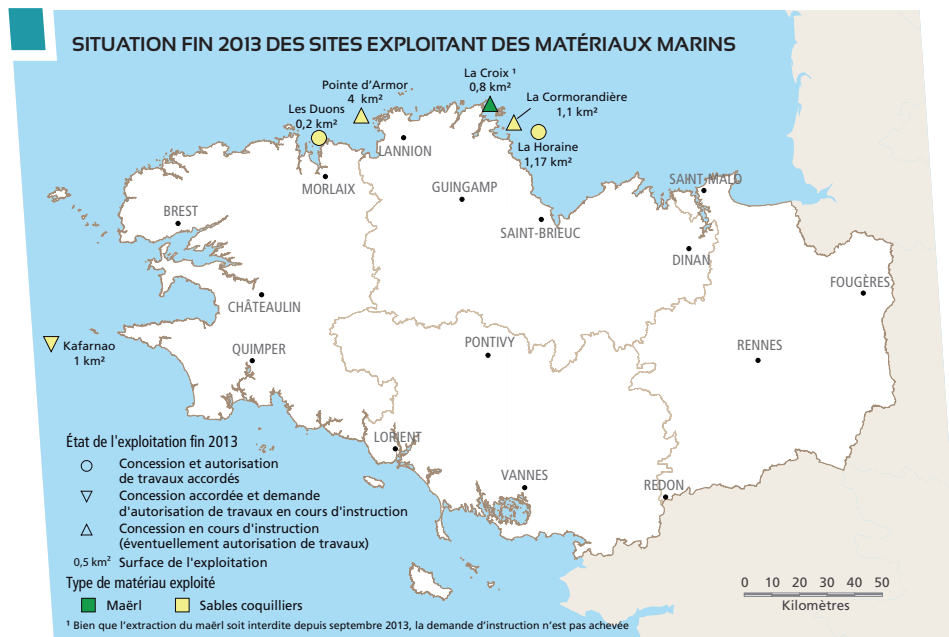 SITUATION FIN 2013 DES SITES EXPLOITANT DES MATÉRIAUX MARINS
La Croix ¹
0,8 km²
Pointe d'Armor
4 km²
La Cormorandière
1,1 km²
Les Duons
0,2 km²
La Horaine
1,17 km²
LANNION
MORLAIX
GUINGAMP
SAINT-MALO
BREST
SAINT-BRIEUC
DINAN
FOUGÈRES
CHÂTEAULIN
Kafarnao
1 km²
QUIMPER
PONTIVY
RENNES
LORIENT
VANNES
REDON
État de l'exploitation fin 2013
Concession et autorisation
de travaux accordés
Concession accordée et demande
d'autorisation de travaux en cours d'instruction
Concession en cours d'instruction
(éventuellement autorisation de travaux)
0,5 km² Surface de l'exploitation
Type de matériau exploité
Maërl Sables coquilliers
0 10 20 30 40 50
Kilomètres
¹ Bien que l'extraction du maërl soit interdite depuis septembre 2013, la demande d'instruction n'est pas achevée